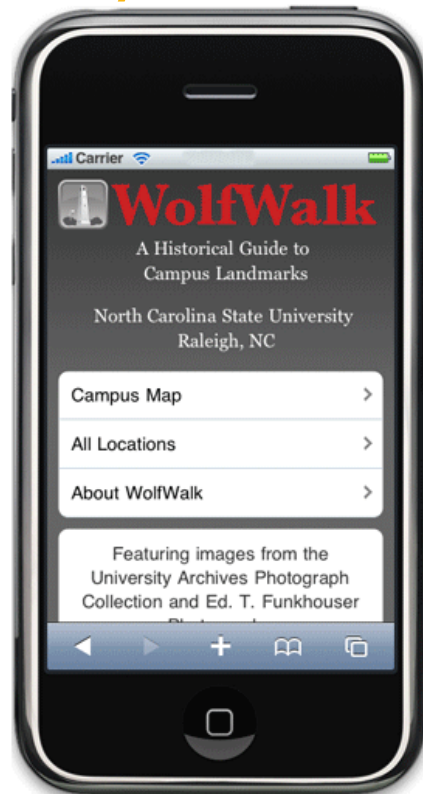 Carrier
WolfWalk
A Historical Guide to
Campus Landmarks
North Carolina State University
Raleigh, NC
Campus Map
All Locations
About WolfWalk
Featuring images from the
University Archives Photograph
Collection and Ed. T. Funkhouser